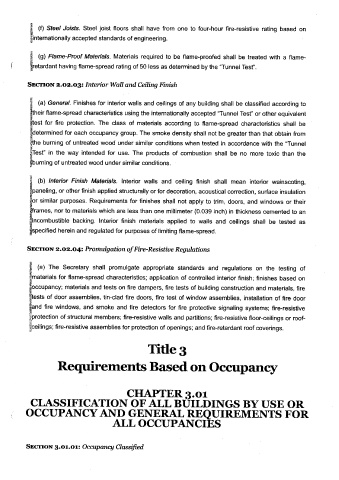 (f) Steel Joists. Steel joist floors shall have from one to four-hour fire-resistive rating based on
internationally accepted standards of engineering.
(g) Flame-Proof Materials. Materials required to be flame-proofed shall be treated with a flame-
retardant having flame-spread rating of 50 less as determined by the "Tunnel Test".
SECTION 2.02.03: Interior Wall and Ceiling Finish
(a) General. Finishes for interior walls and ceilings of any building shall be classified according to
their flame-spread characteristics using the internationally accepted "Tunnel Test" or other equivalent
test for fire protection. The class of materials according to flame-spread characteristics shall be
determined for each occupancy group. The smoke density shall not be greater than that obtain from
the burning of untreated wood under similar conditions when tested in accordance with the "Tunnel
Test" in the way intended for use. The products of combustion shall be no more toxic than the
burning of untreated wood under similar conditions.
(b) Interior Finish Materials. Interior walls and ceiling finish shall mean interior wainscoting,
paneling, or other finish applied structurally or for decoration, acoustical correction, surface insulation
or similar purposes. Requirements for finishes shall not apply to trim, doors, and windows or their
frames, nor to materials which are less than one millimeter (0.039 inch) in thickness cemented to an
incombustible backing. Interior finish materials applied to walls and ceilings shall be tested as
specified herein and regulated for purposes of limiting flame-spread.
SECTION 2.02.04: Promulgation of Fire-Resistive Regulations
(a) The Secretary shall promulgate appropriate standards and regulations on the testing of
materials for flame-spread characteristics; application of controlled interior finish; finishes based on
occupancy; materials and tests on fire dampers, fire tests of building construction and materials, fire
tests of door assemblies, tin-clad fire doors, fire test of window assemblies, installation of fire door
and fire windows, and smoke and fire detectors for fire protective signaling systems; fire-resistive
protection of structural members; fire-resistive walls and partitions; fire-resistive floor-ceilings or roof-
ceilings; fire-resistive assemblies for protection of openings; and fire-retardant roof coverings.
Title 3
Requirements Based on Occupancy
CHAPTER 3.01
CLASSIFICATION OF ALL BUILDINGS BY USE OR
OCCUPANCY AND GENERAL REQUIREMENTS FOR
ALL OCCUPANCIES
SECTION 3.01.01: Occupancy Classified